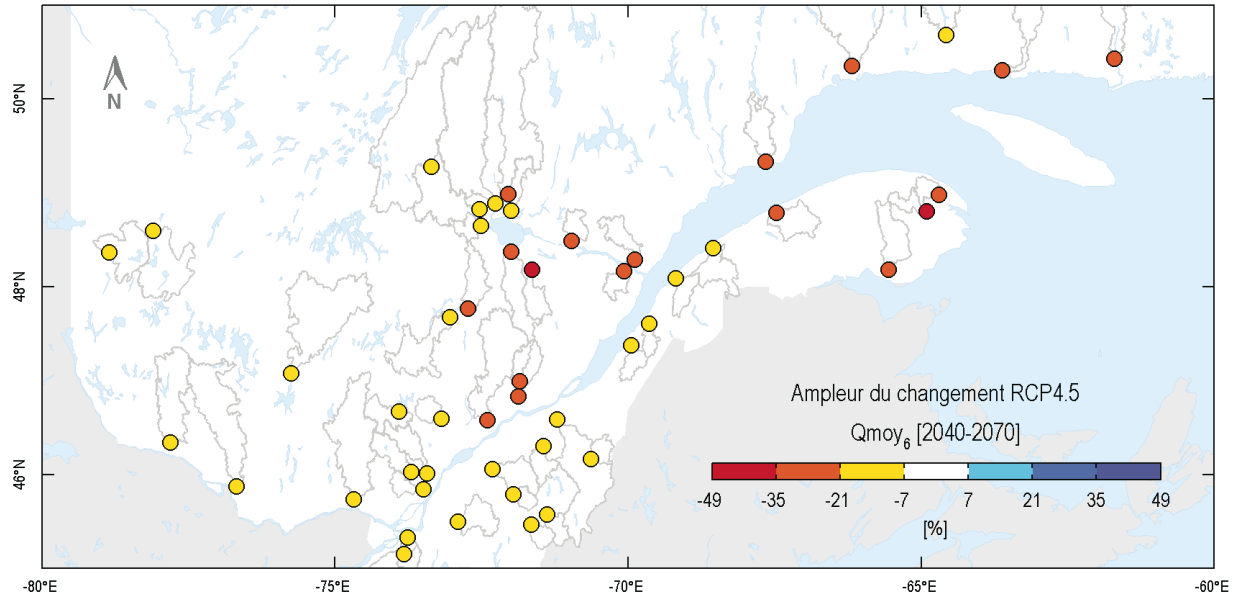 N
50°N
48°N
46°N
Ampleur du changement RCP4.5
Qmoy6 [2040-2070]
-49 -35 -21 -7 7 21 35 49
[%]
-80°E -75°E -70°E -65°E -60°E